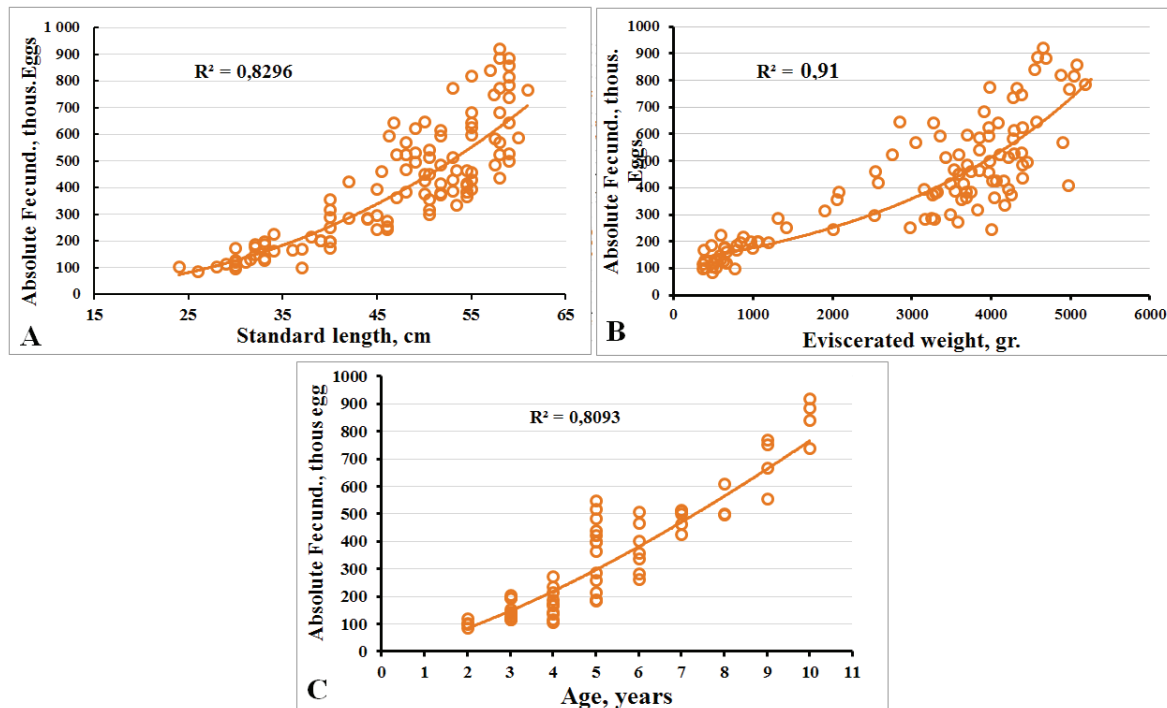 Absolute Fecund., thous.Eggs
1 000
900
800
700
600
500
400
300
200
100
0
R² = 0,8296
15 25 35 45 55 65
Standard length, cm
A
Absolute Fecund., thous.
Eggs.
1000
900
800
700
600
500
400
300
200
100
0
R² = 0,91
0 1000 2000 3000 4000 5000 6000
Eviscerated weight, gr.
B
Absolute Fecund., thous egg
1000
900
800
700
600
500
400
300
200
100
0
R² = 0,8093
0 1 2 3 4 5 6 7 8 9 10 11
Age, years
C